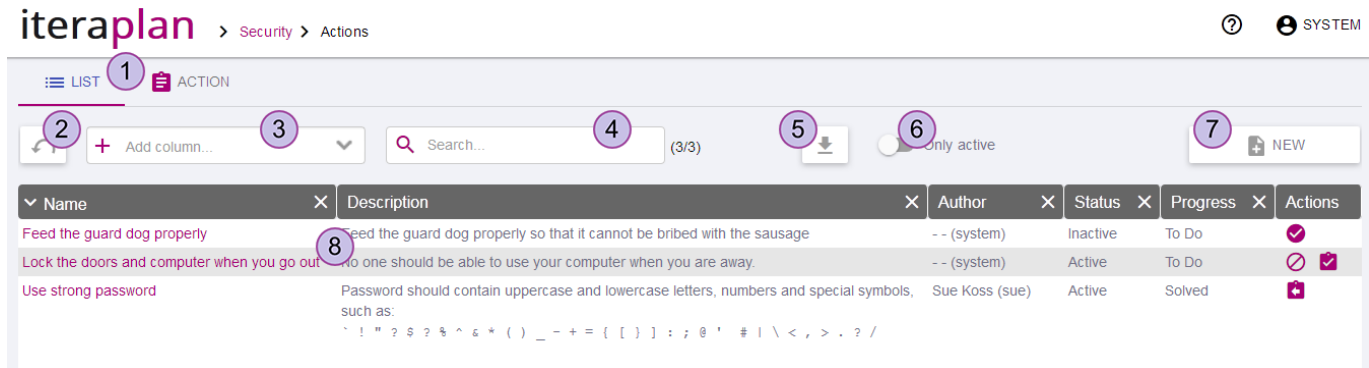 iteraplan > Security > Actions SYSTEM
1
LIST ACTION
2 3 4 5 6 7
+ Add column... Search... (3/3) Only active NEW
Name Description Author Status Progress Actions
Feed the guard dog properly Feed the guard dog properly so that it cannot be bribed with the sausage - - (system) Inactive To Do
8
Lock the doors and computer when you go out No one should be able to use your computer when you are away. - - (system) Active To Do
Use strong password Password should contain uppercase and lowercase letters, numbers and special symbols, Sue Koss (sue) Active Solved
such as:
` ! " ? $ ? % ^ & * ( ) _ - + = { [ } ] : ; @ ' # | \ < , > . ? /